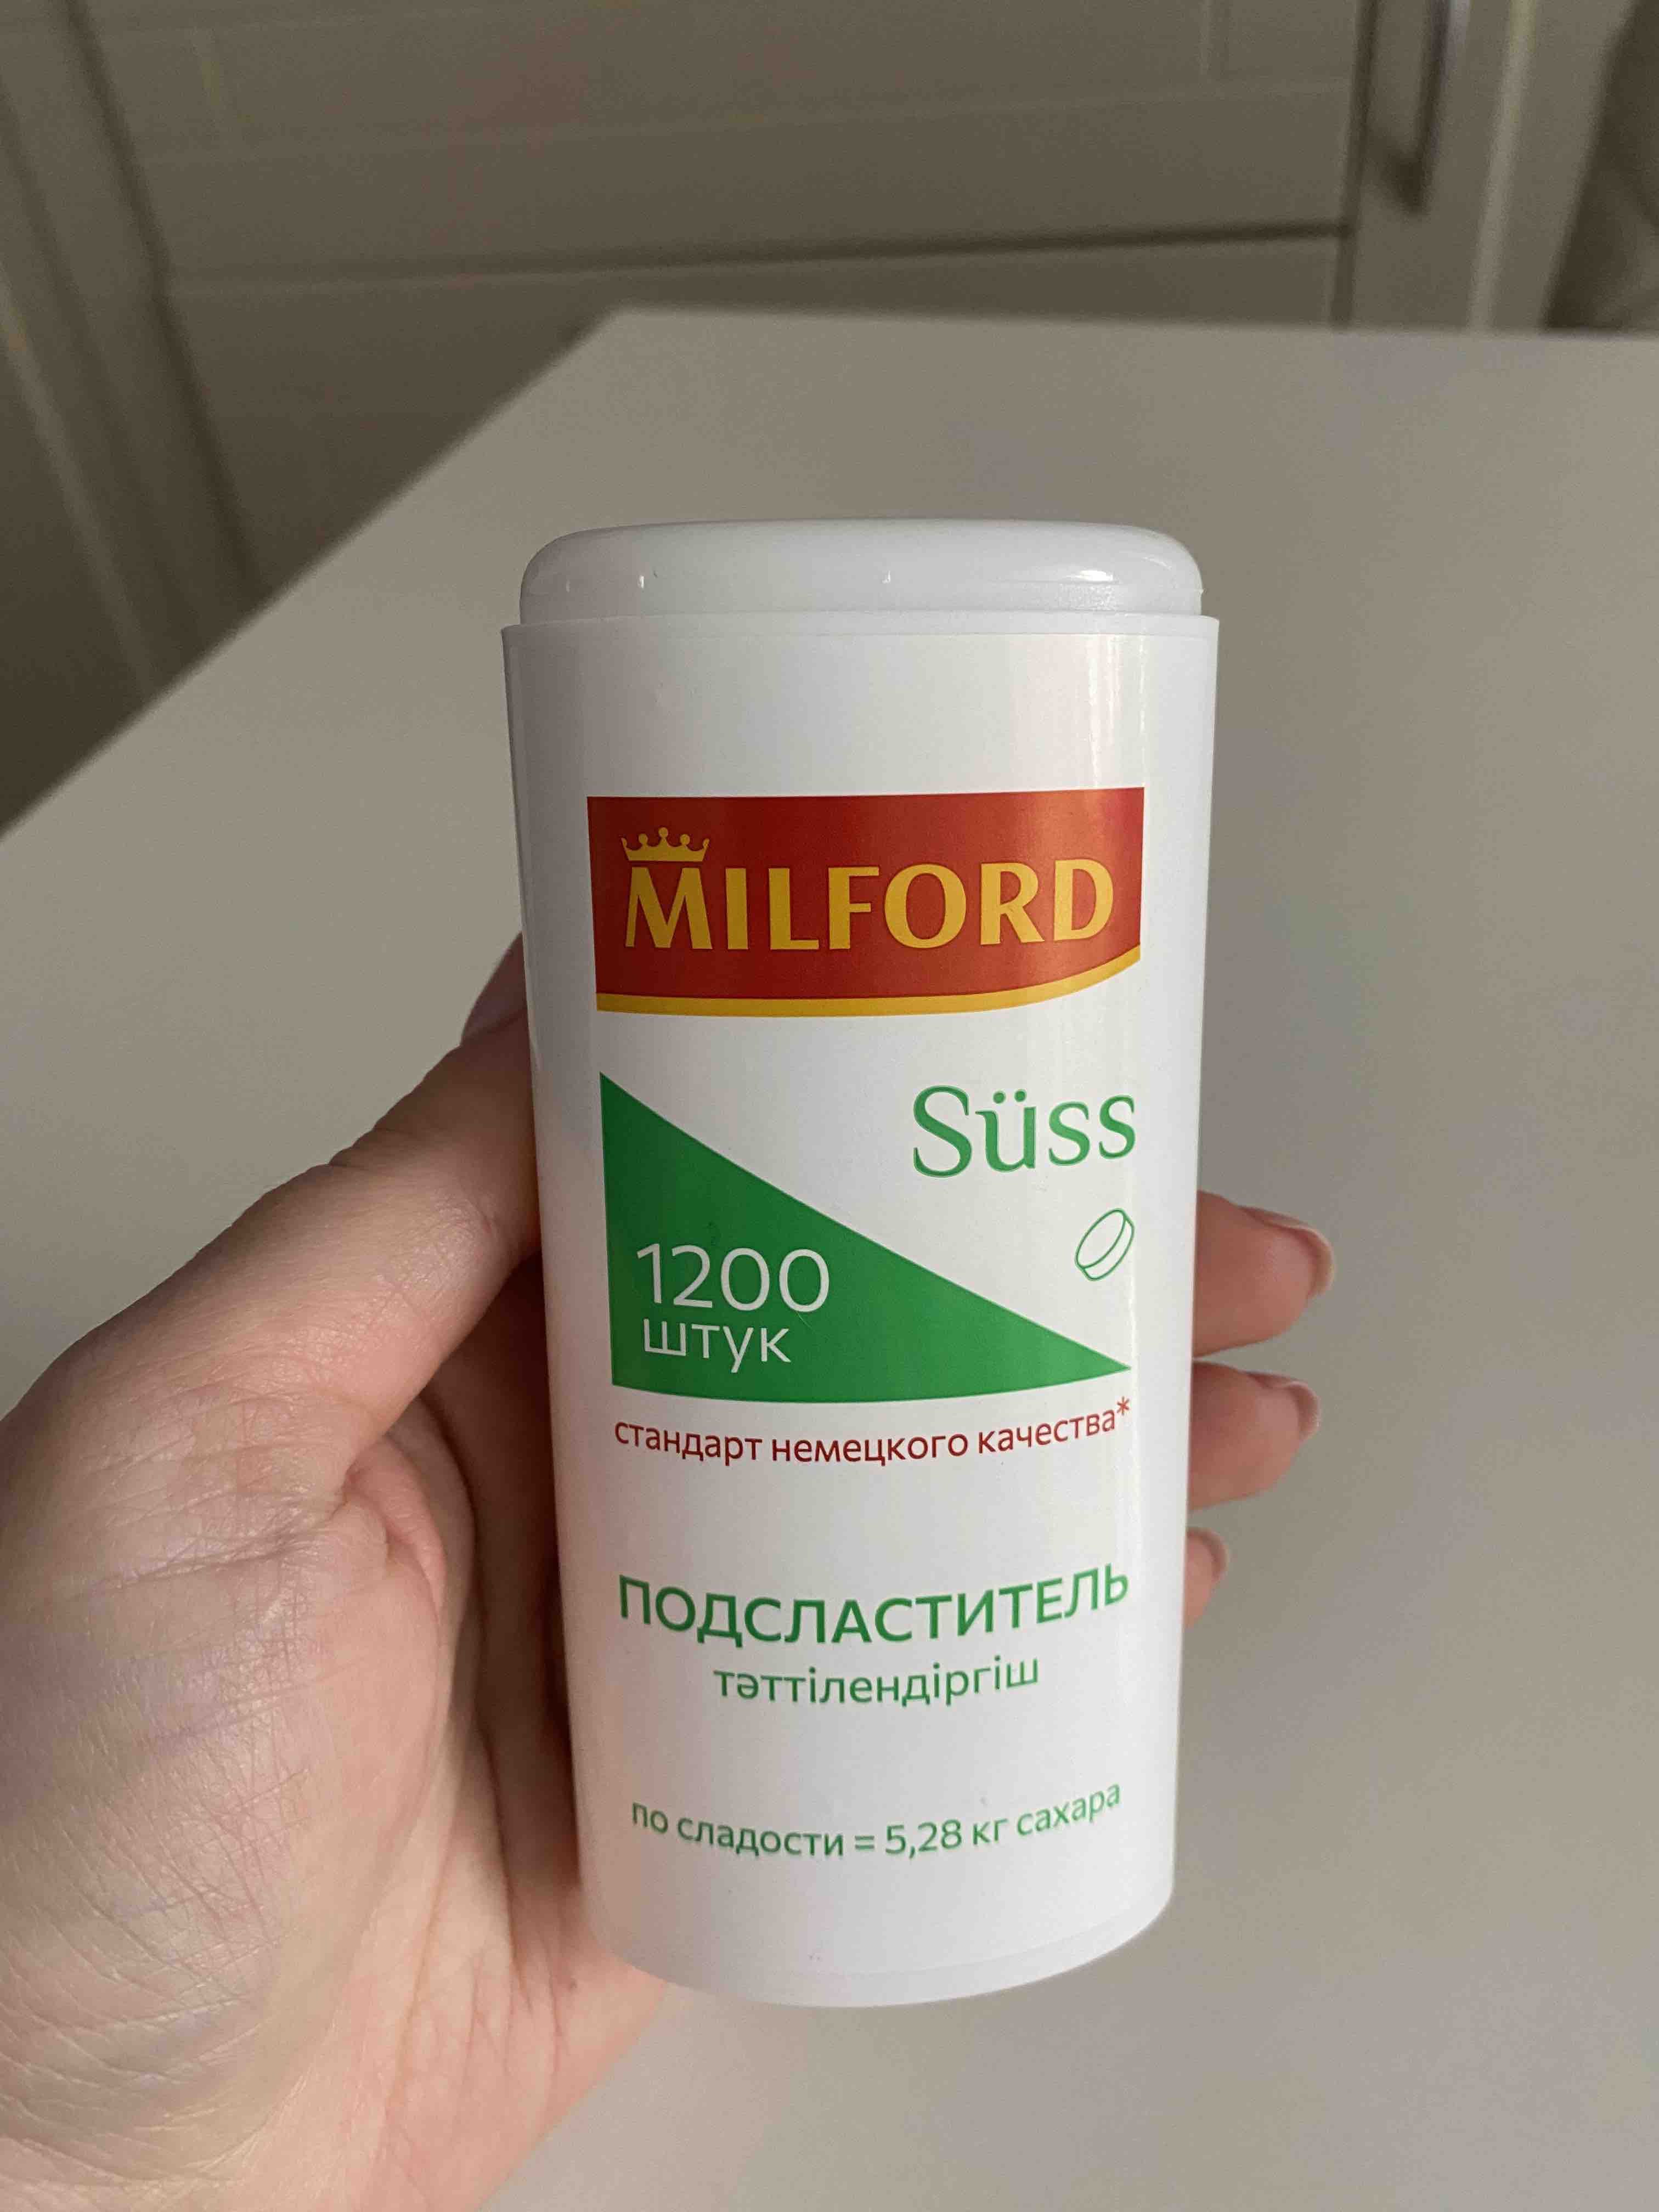 MILFORD
Süss
1200
штук
стандарт немецкого качества*
ПОДСЛАСТИТЕЛЬ
тәттілендіргіш
по сладости = 5,28 кг сахара